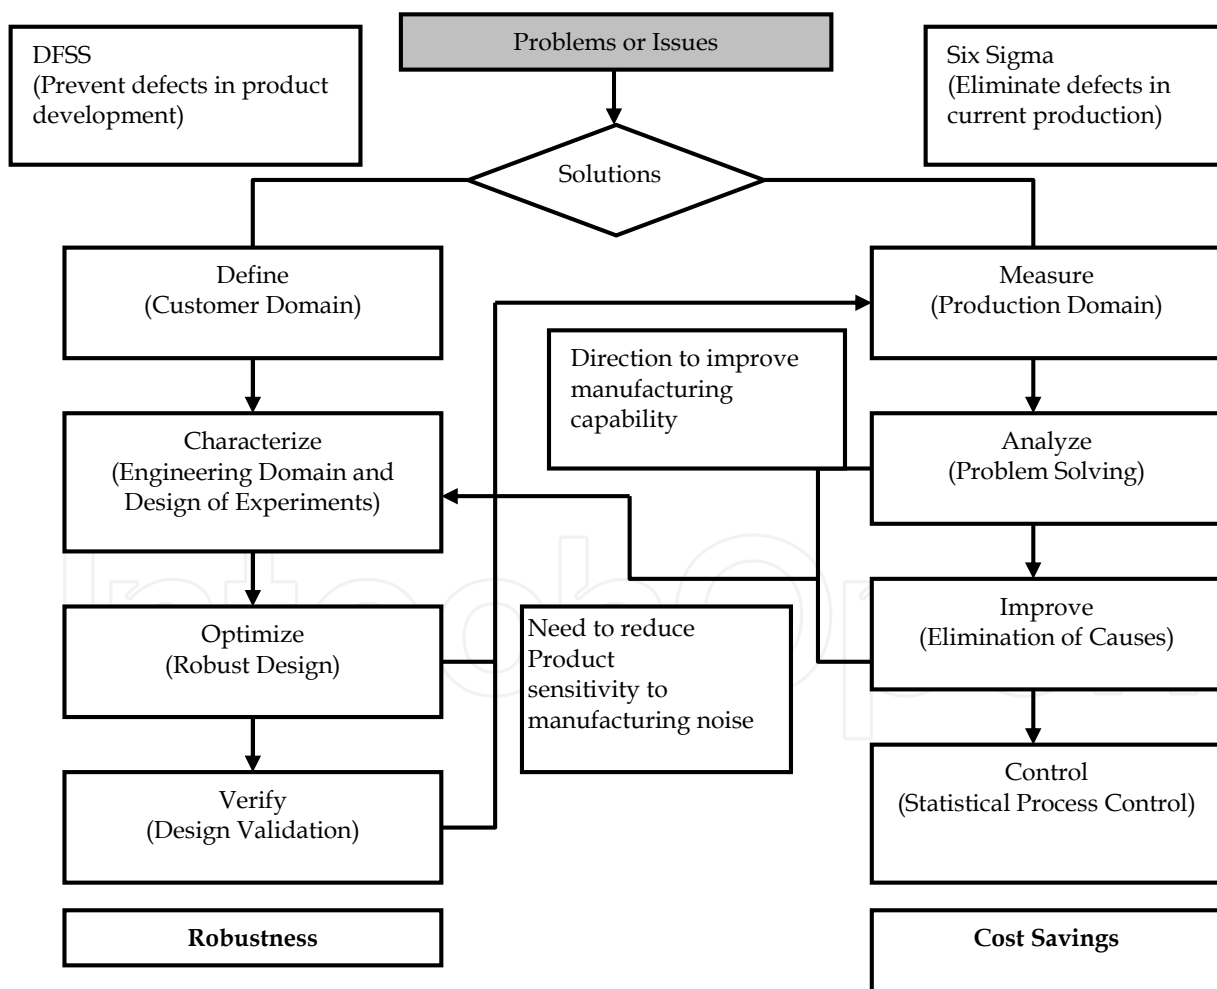 Problems or Issues
DFSS
(Prevent defects in product
development)
Six Sigma
(Eliminate defects in
current production)
Solutions
Define
(Customer Domain)
Measure
(Production Domain)
Direction to improve
manufacturing
capability
Characterize
(Engineering Domain and
Design of Experiments)
Analyze
(Problem Solving)
Optimize
(Robust Design)
Need to reduce
Product
sensitivity to
manufacturing noise
Improve
(Elimination of Causes)
Verify
(Design Validation)
Control
(Statistical Process Control)
Robustness
Cost Savings